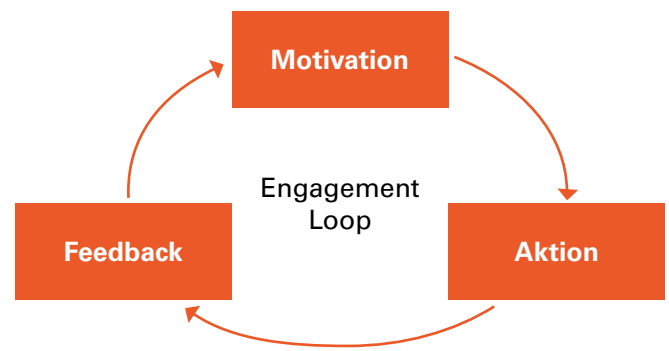 Motivation
Engagement
Loop
Feedback
Aktion